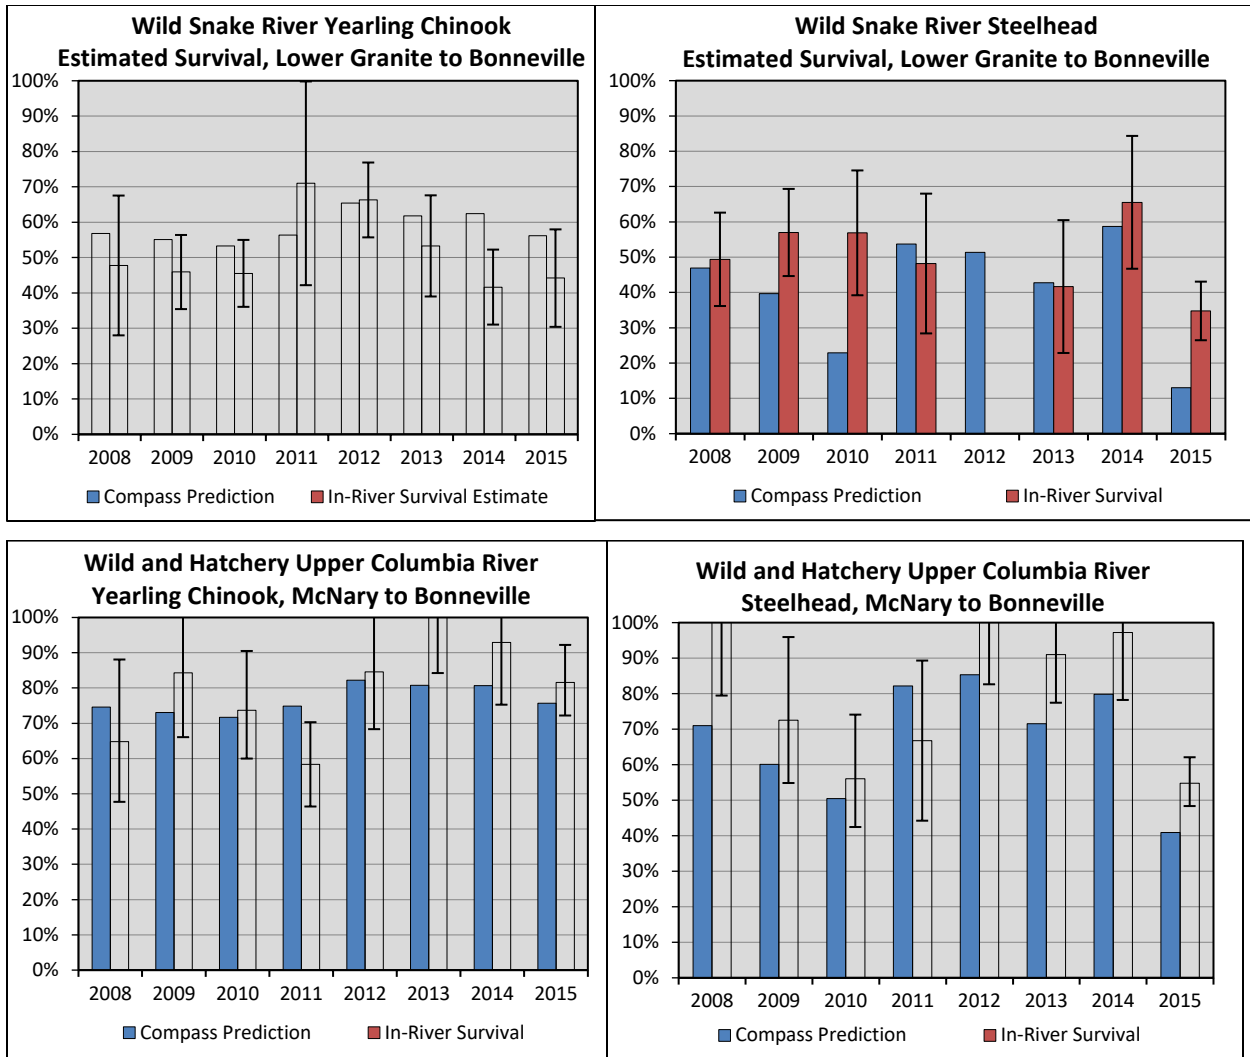 Wild Snake River Yearling Chinook
Estimated Survival, Lower Granite to Bonneville
100%
90%
80%
70%
60%
50%
40%
30%
20%
10%
0%
2008 2009 2010 2011 2012 2013 2014 2015
Compass Prediction In-River Survival Estimate
Wild Snake River Steelhead
Estimated Survival, Lower Granite to Bonneville
100%
90%
80%
70%
60%
50%
40%
30%
20%
10%
0%
2008 2009 2010 2011 2012 2013 2014 2015
Compass Prediction In-River Survival
Wild and Hatchery Upper Columbia River
Yearling Chinook, McNary to Bonneville
100%
90%
80%
70%
60%
50%
40%
30%
20%
10%
0%
2008 2009 2010 2011 2012 2013 2014 2015
Compass Prediction In-River Survival
Wild and Hatchery Upper Columbia River
Steelhead, McNary to Bonneville
100%
90%
80%
70%
60%
50%
40%
30%
20%
10%
0%
2008 2009 2010 2011 2012 2013 2014 2015
Compass Prediction In-River Survival